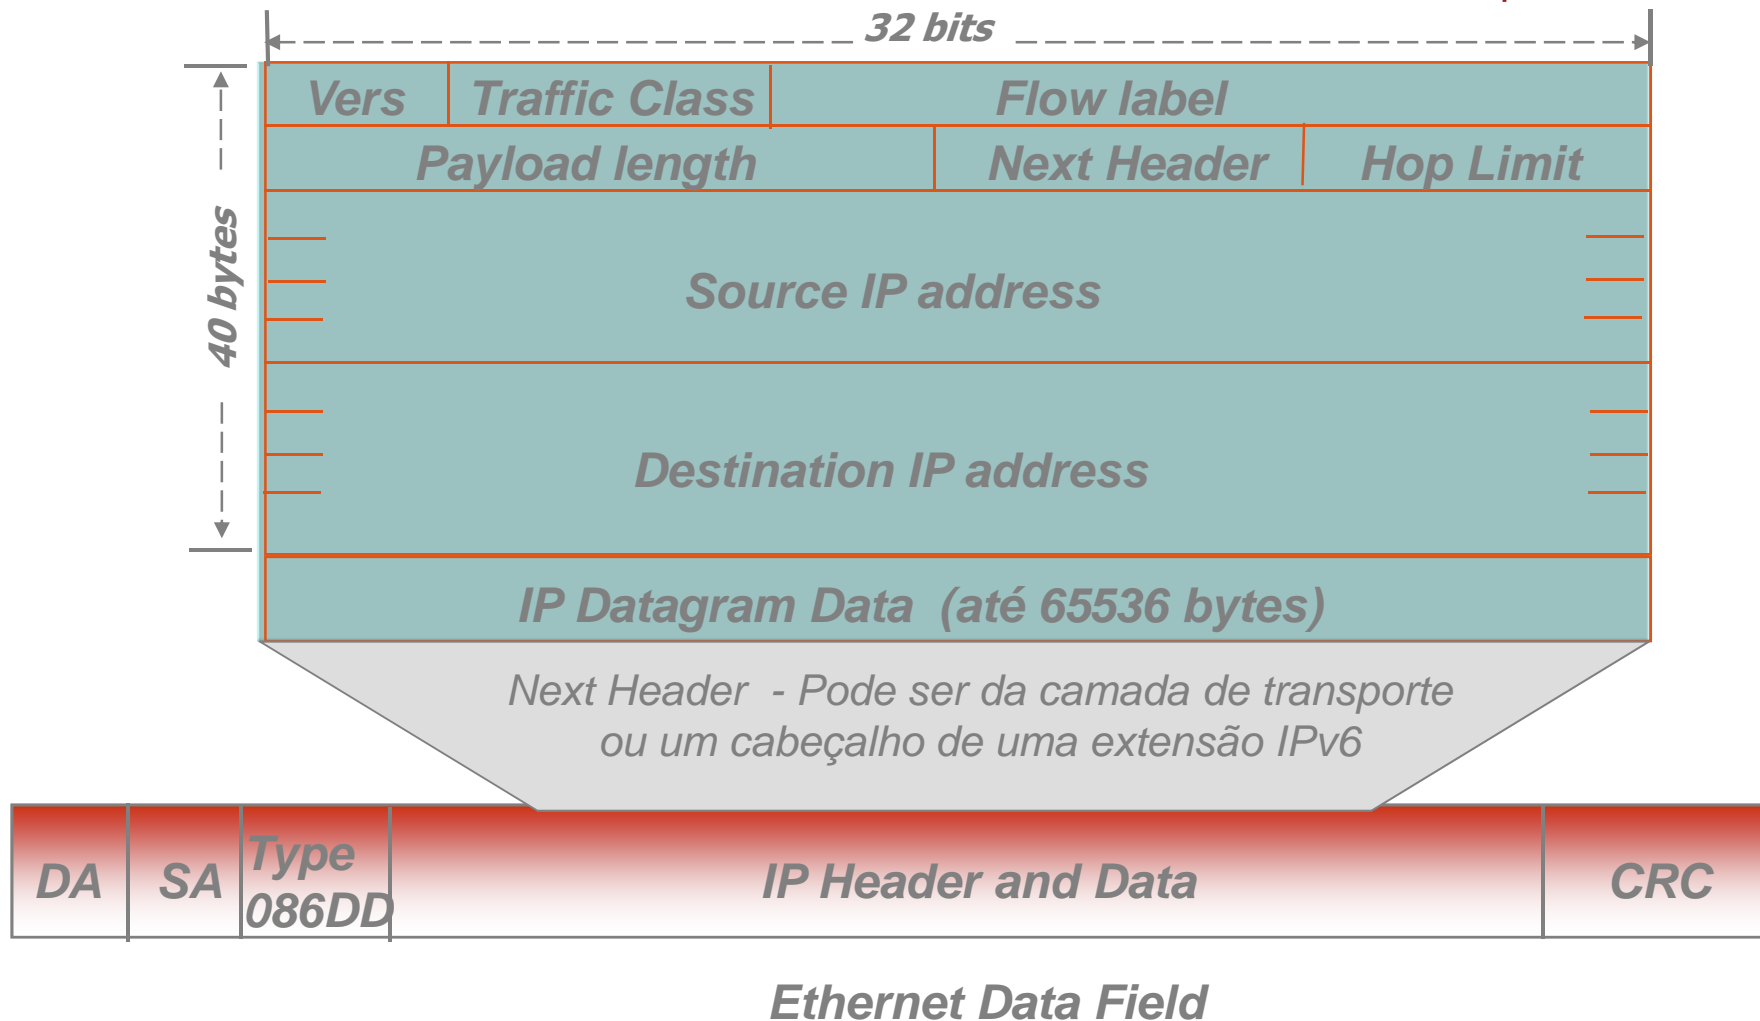 32 bits
Vers Traffic Class Flow label
Payload length Next Header Hop Limit
40 bytes
Source IP address
Destination IP address
IP Datagram Data (até 65536 bytes)
Next Header - Pode ser da camada de transporte
ou um cabeçalho de uma extensão IPv6
DA SA Type
086DD IP Header and Data CRC
Ethernet Data Field